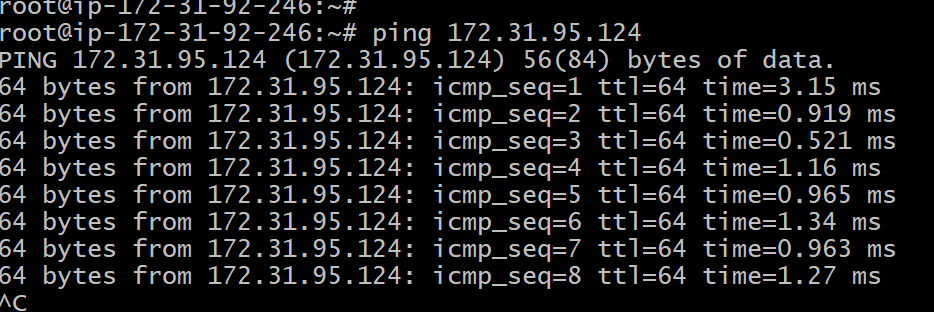 root@ip-172-31-92-246:~#
root@ip-172-31-92-246:~# ping 172.31.95.124
PING 172.31.95.124 (172.31.95.124) 56(84) bytes of data.
64 bytes from 172.31.95.124: icmp_seq=1 ttl=64 time=3.15 ms
64 bytes from 172.31.95.124: icmp_seq=2 ttl=64 time=0.919 ms
64 bytes from 172.31.95.124: icmp_seq=3 ttl=64 time=0.521 ms
64 bytes from 172.31.95.124: icmp_seq=4 ttl=64 time=1.16 ms
64 bytes from 172.31.95.124: icmp_seq=5 ttl=64 time=0.965 ms
64 bytes from 172.31.95.124: icmp_seq=6 ttl=64 time=1.34 ms
64 bytes from 172.31.95.124: icmp_seq=7 ttl=64 time=0.963 ms
64 bytes from 172.31.95.124: icmp_seq=8 ttl=64 time=1.27 ms
^C